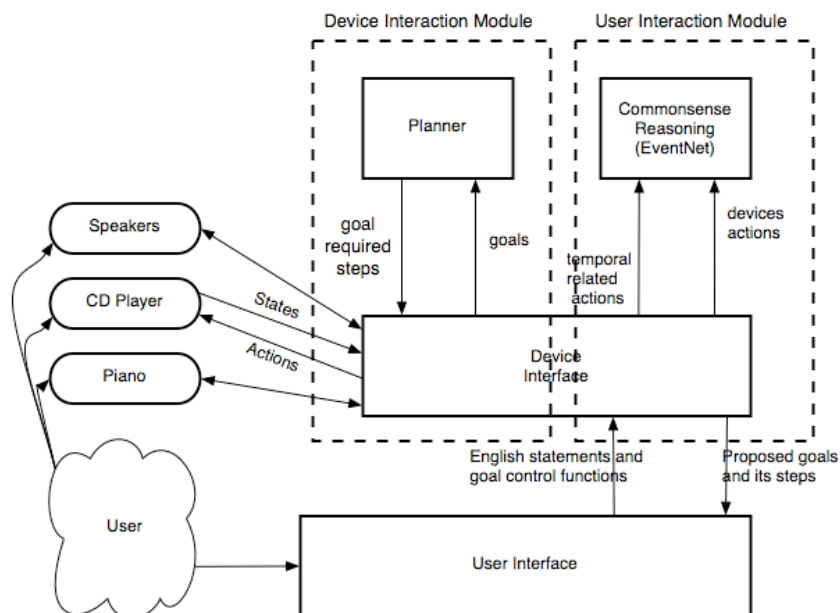 Device Interaction Module
User Interaction Module
Planner
Commonsense
Reasoning
(EventNet)
goal
required
steps
goals
temporal
related
actions
devices
actions
Speakers
CD Player
Piano
States
Actions
Device
Interface
English statements and
goal control functions
Proposed goals
and its steps
User
User Interface